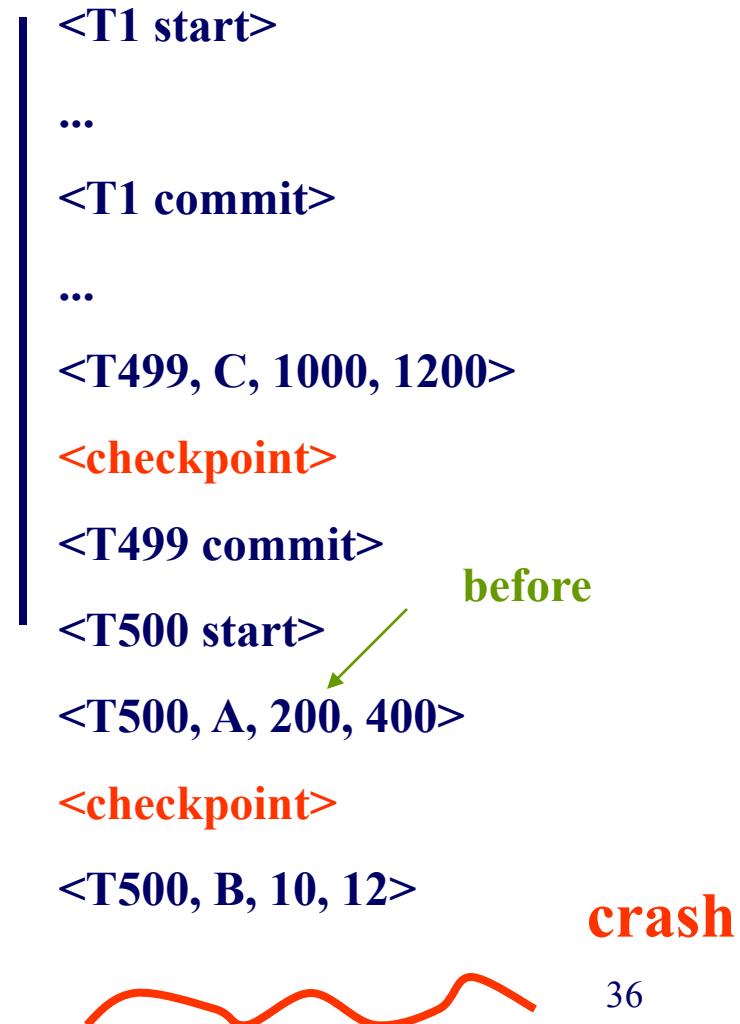 <T1 start>
...
<T1 commit>
...
<T499, C, 1000, 1200>
<checkpoint>
<T499 commit>
before
<T500 start>
<T500, A, 200, 400>
<checkpoint>
<T500, B, 10, 12>
crash
36